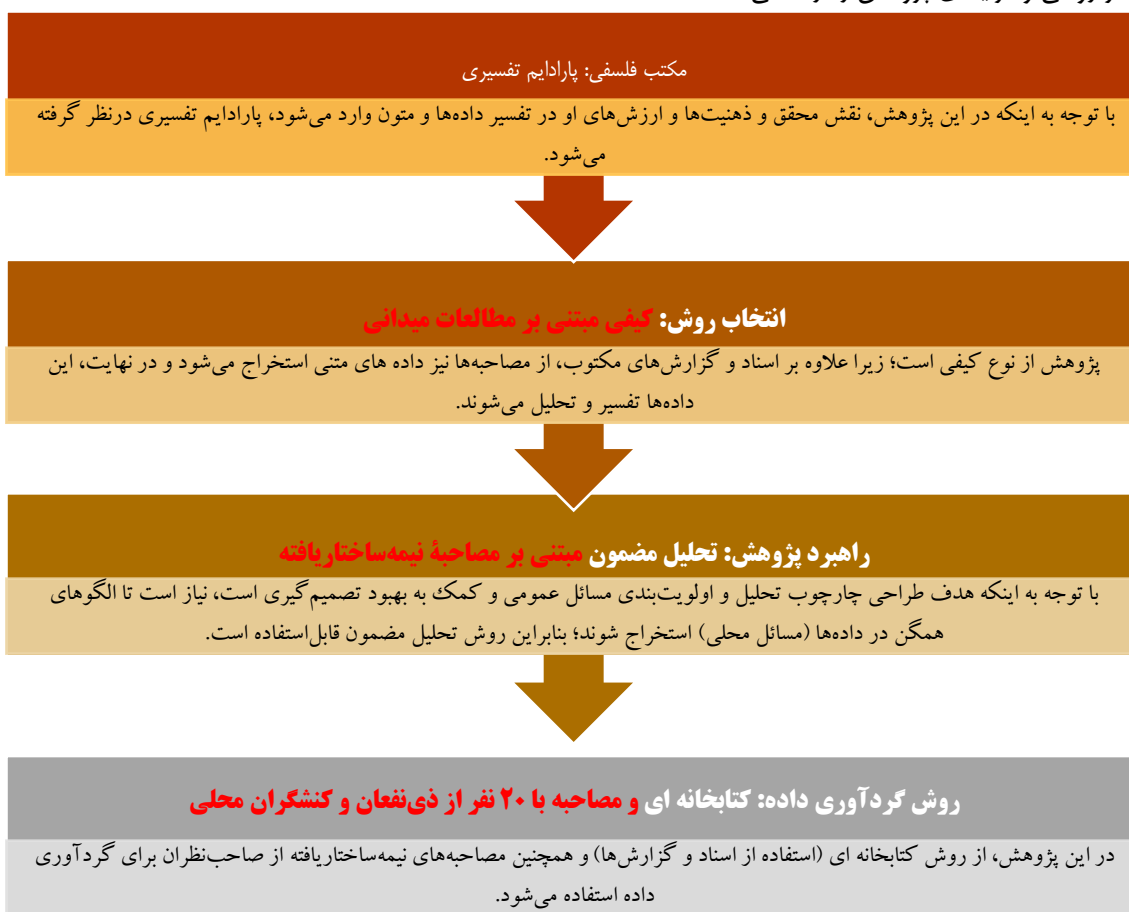 مکتب فلسفی: پارادایم تفسیری
با توجه به اینکه در این پژوهش، نقش محقق و ذهنیت‌ها و ارزش‌های او در تفسیر داده‌ها و متون وارد می‌شود، پارادایم تفسیری درنظر گرفته
می‌شود.
انتخاب روش: کیفی مبتنی بر مطالعات میدانی
پژوهش از نوع کیفی است؛ زیرا علاوه بر اسناد و گزارش‌های مکتوب، از مصاحبه‌ها نیز داده های متنی استخراج می‌شود و در نهایت، این
داده‌ها تفسیر و تحلیل می‌شوند.
راهبرد پژوهش: تحلیل مضمون مبتنی بر مصاحبۀ نیمه‌ساختاریافته
با توجه به اینکه هدف طراحی چارچوب تحلیل و اولویت‌بندی مسائل عمومی و کمک به بهبود تصمیم‌گیری است، نیاز است تا الگوهای
همگن در داده‌ها (مسائل محلی) استخراج شوند؛ بنابراین روش تحلیل مضمون قابل‌استفاده است.
روش گردآوری داده: کتابخانه ای و مصاحبه با ۲۰ نفر از ذی‌نفعان و کنشگران محلی
در این پژوهش، از روش کتابخانه ای (استفاده از اسناد و گزارش‌ها) و همچنین مصاحبه‌های نیمه‌ساختاریافته از صاحب‌نظران برای گردآوری
داده استفاده می‌شود.